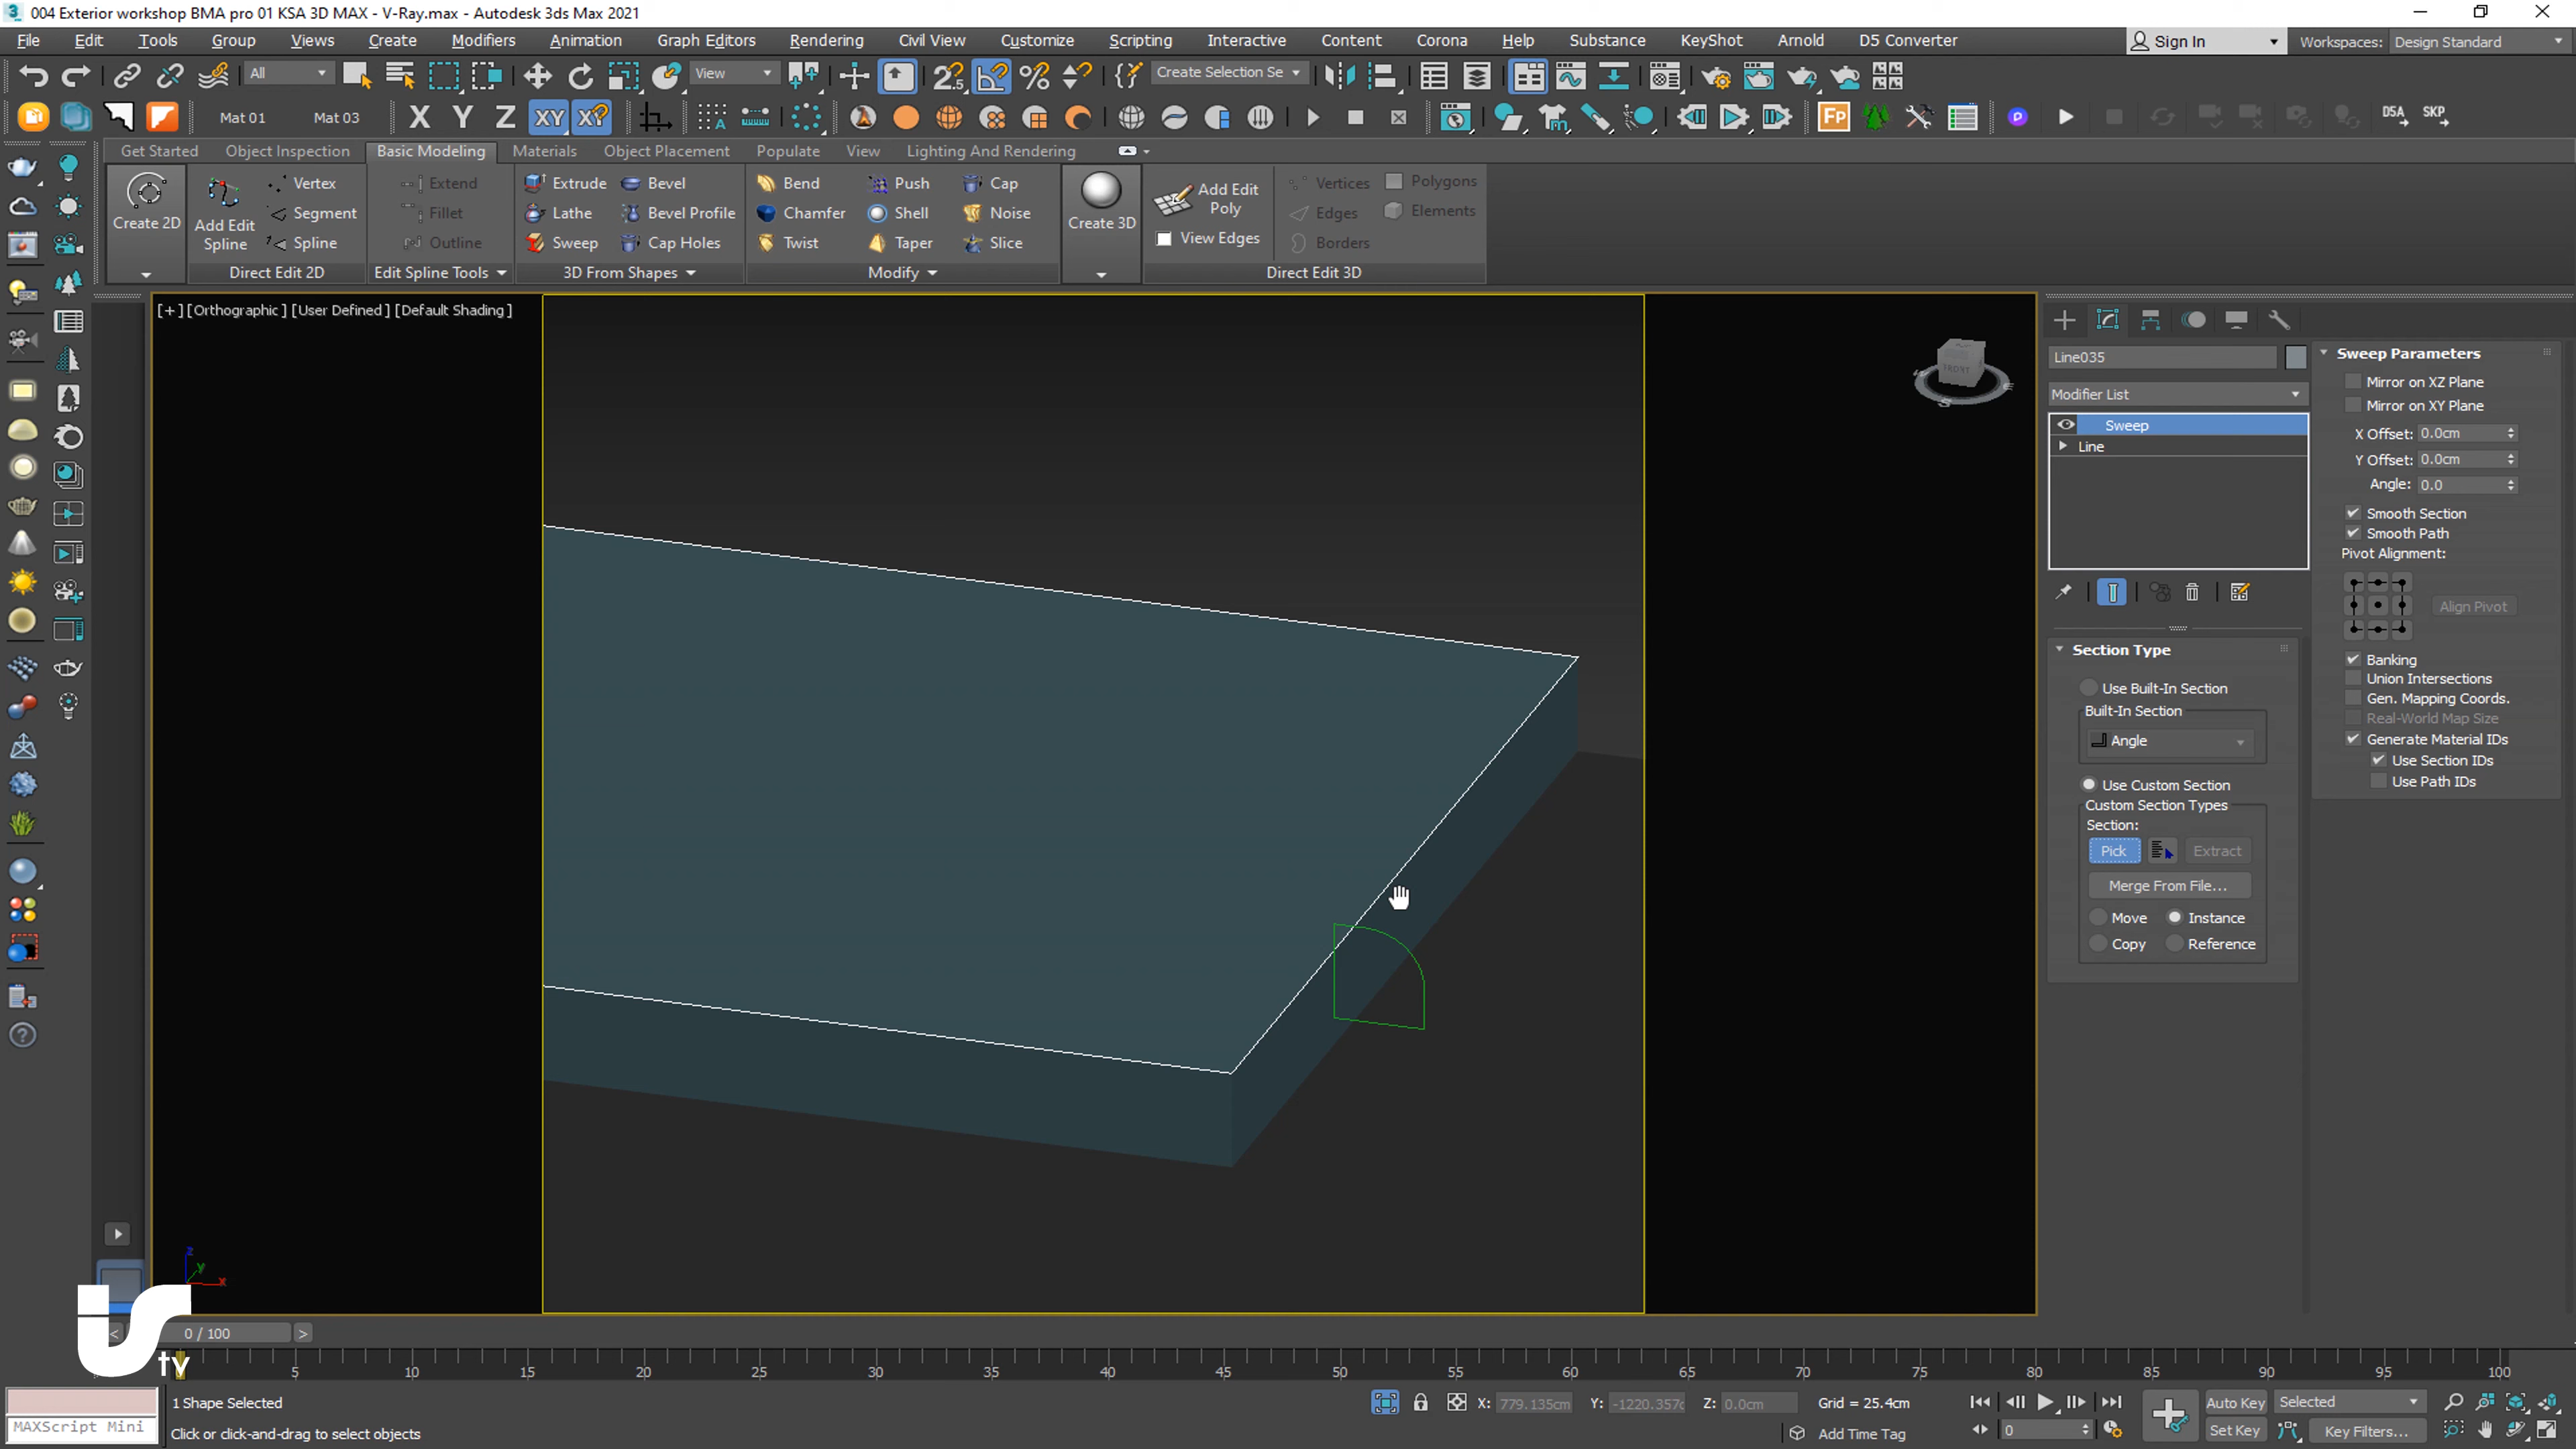 004 Exterior workshop BMA pro 01 KSA 3D MAX - V-Ray.max - Autodesk 3ds Max 2021
File Edit Tools Group Views Create Modifiers Animation Graph Editors Rendering Civil View Customize Scripting Interactive Content Corona Help Substance KeyShot Arnold D5 Converter Sign In Workspaces: Design Standard
All View 2.5 Create Selection Se
Mat 01 Mat 03 X Y Z XY X? Fp D5A SKP
Get Started Object Inspection Basic Modeling Materials Object Placement Populate View Lighting And Rendering
Create 2D
Add Edit Spline
Vertex
Segment
Spline
Direct Edit 2D
Extend
Fillet
Outline
Edit Spline Tools
Extrude Bevel
Lathe Bevel Profile
Sweep Cap Holes
3D From Shapes
Bend Push Cap
Chamfer Shell Noise
Twist Taper Slice
Modify
Create 3D
Add Edit Poly
View Edges
Vertices Polygons
Edges Elements
Borders
Direct Edit 3D
[+] [Orthographic ] [User Defined ] [Default Shading ]
FRONT
S
Line035
Modifier List
Sweep
Line
Section Type
Use Built-In Section
Built-In Section
Angle
Use Custom Section
Custom Section Types
Section:
Pick Extract
Merge From File...
Move Instance
Copy Reference
Sweep Parameters
Mirror on XZ Plane
Mirror on XY Plane
X Offset: 0.0cm
Y Offset: 0.0cm
Angle: 0.0
Smooth Section
Smooth Path
Pivot Alignment:
Align Pivot
Banking
Union Intersections
Gen. Mapping Coords.
Real-World Map Size
Generate Material IDs
Use Section IDs
Use Path IDs
z y x
tv
< 0 / 100 >
5 10 15 20 25 30 35 40 45 50 55 60 65 70 75 80 85 90 95 100
MAXScript Mini
1 Shape Selected
Click or click-and-drag to select objects
X: 779.135cm Y: -1220.357c Z: 0.0cm Grid = 25.4cm
Add Time Tag
0
Auto Key Selected
Set Key Key Filters...